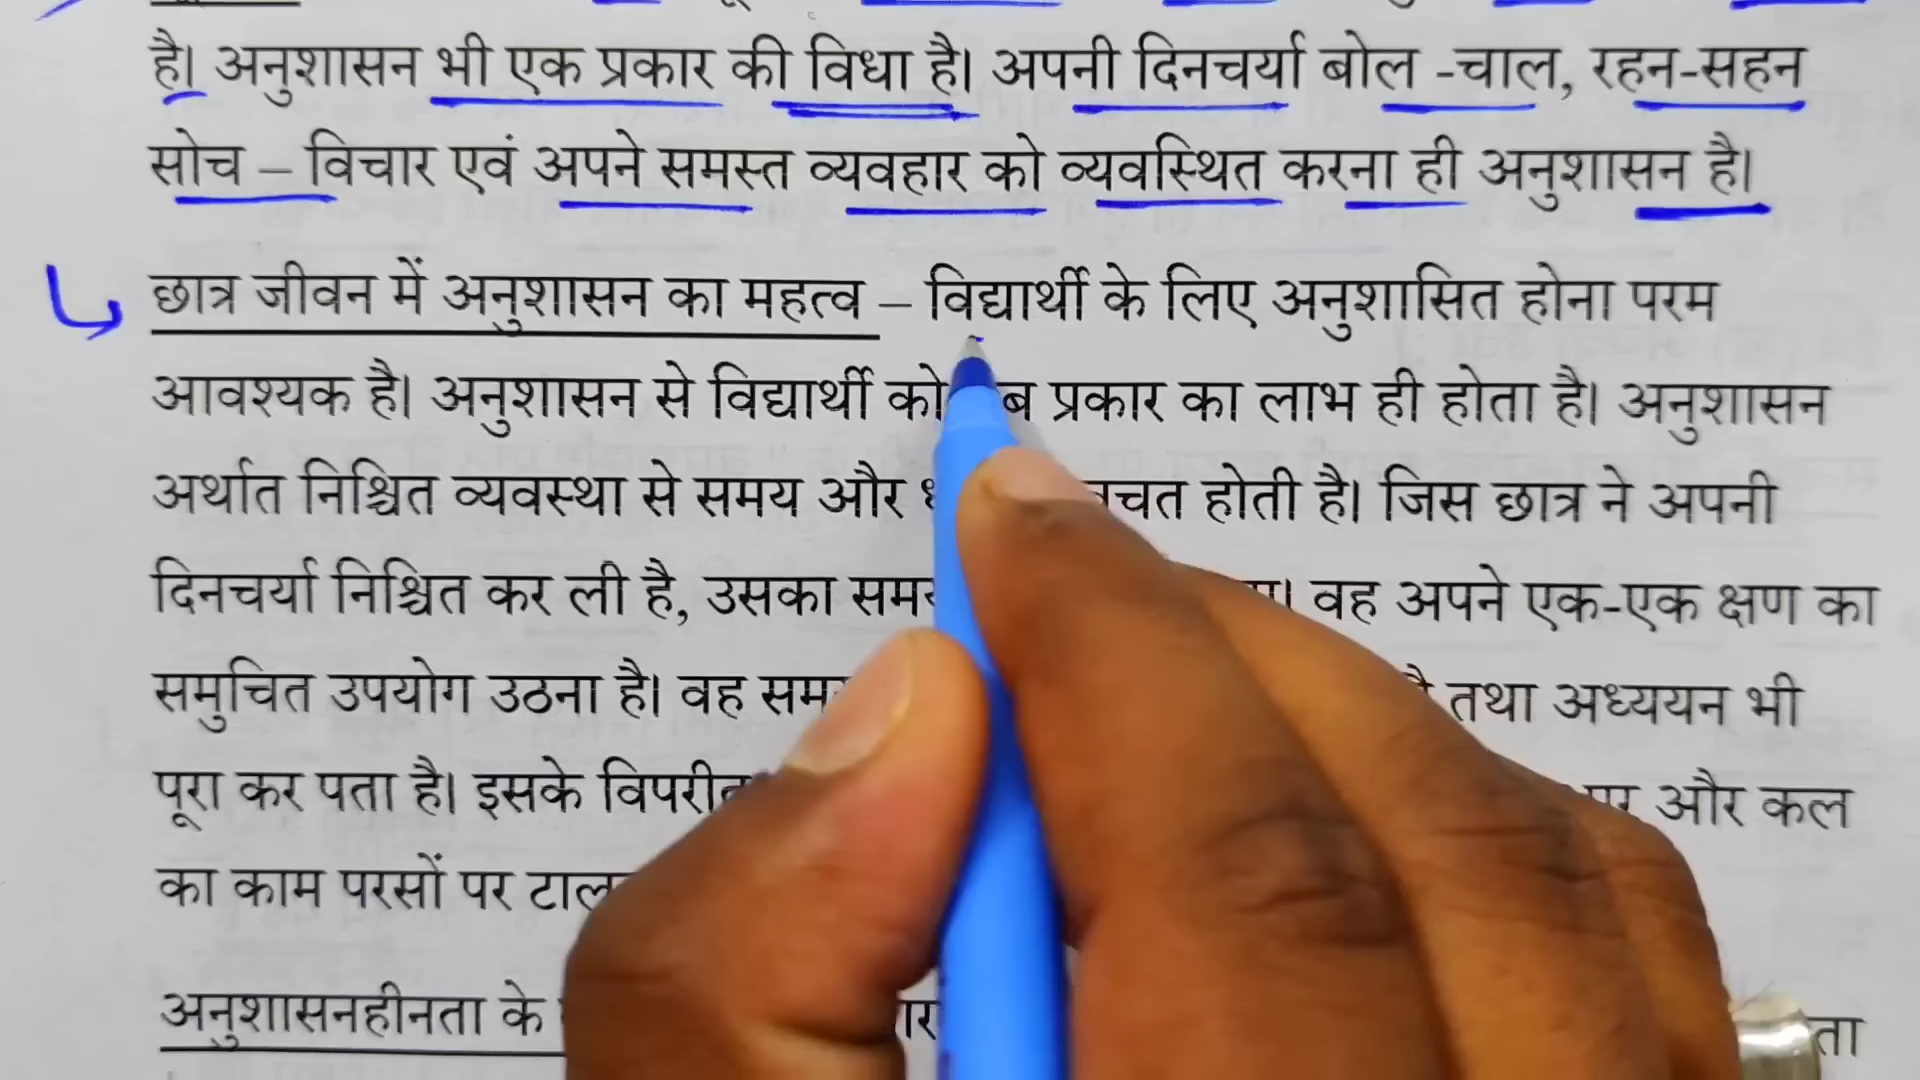 है। अनुशासन भी एक प्रकार की विधा है। अपनी दिनचर्या बोल -चाल, रहन-सहन
सोच – विचार एवं अपने समस्त व्यवहार को व्यवस्थित करना ही अनुशासन है।
छात्र जीवन में अनुशासन का महत्व – विद्यार्थी के लिए अनुशासित होना परम
आवश्यक है। अनुशासन से विद्यार्थी को प्रकार का लाभ ही होता है। अनुशासन
अर्थात निश्चित व्यवस्था से समय और होती है। जिस छात्र ने अपनी
दिनचर्या निश्चित कर ली है, उसका वह अपने एक-एक क्षण का
समुचित उपयोग उठना है। वह तथा अध्ययन भी
पूरा कर पता है। इसके और कल
का काम परसों पर
अनुशासनहीनता के